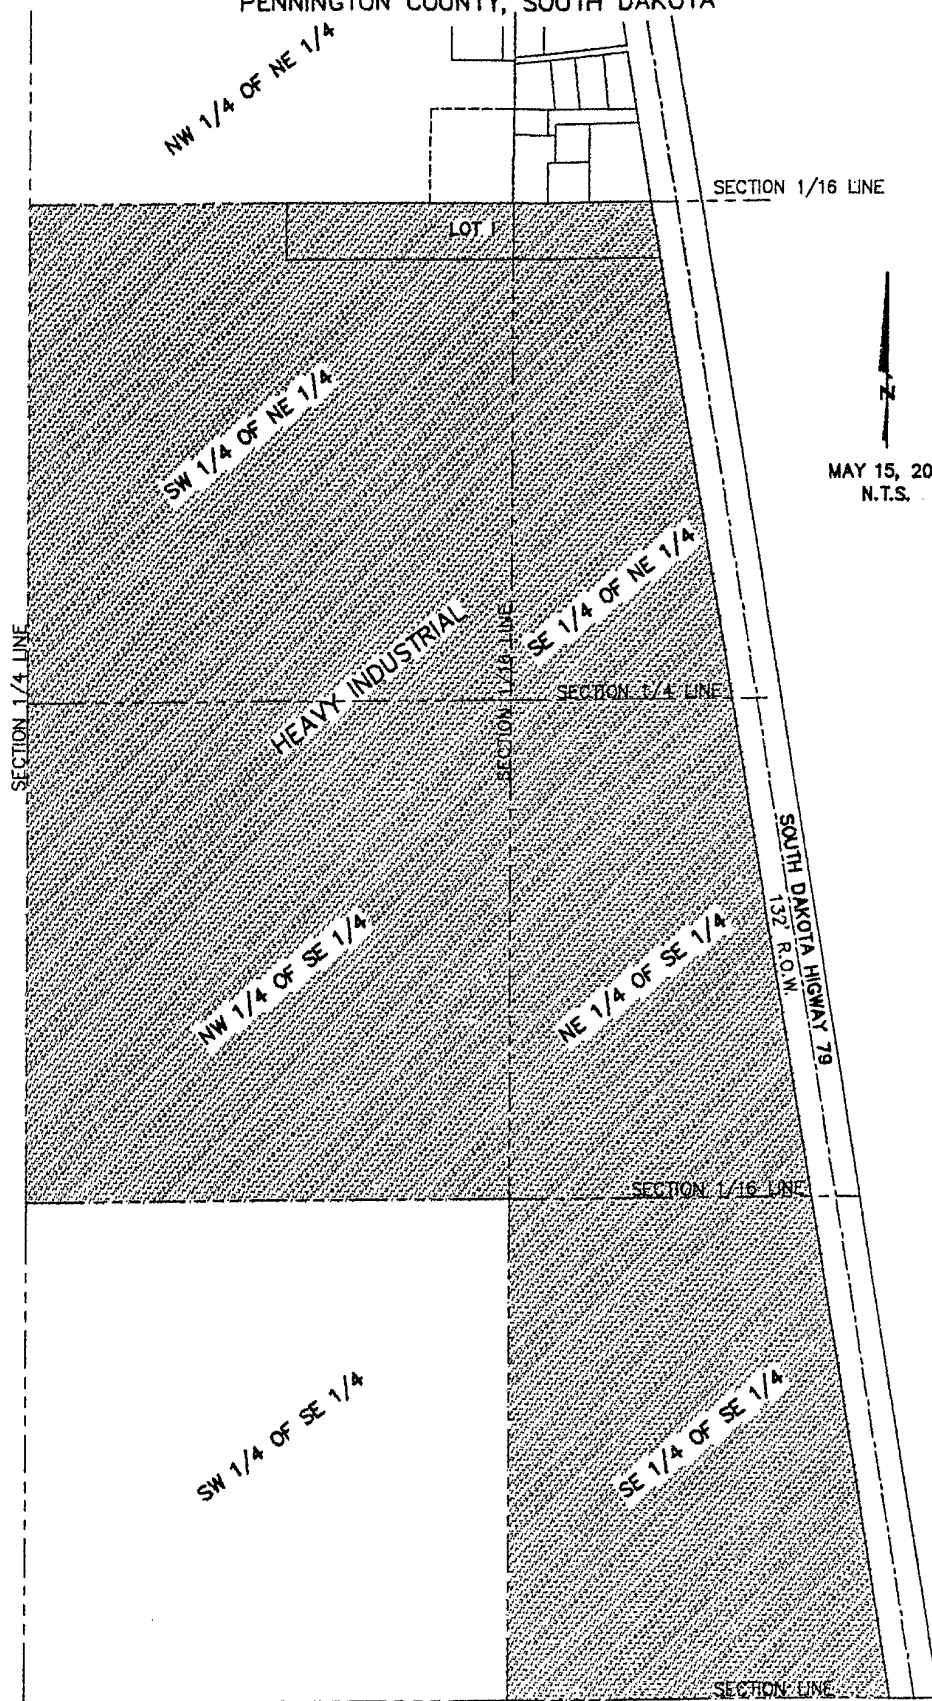 PENNINGTON COUNTY, SOUTH DAKOTA
NW 1/4 OF NE 1/4
SECTION 1/16 LINE
LOT 1
N
MAY 15, 20
N.T.S.
SW 1/4 OF NE 1/4
SE 1/4 OF NE 1/4
HEAVY INDUSTRIAL
SECTION 1/4 LINE
SECTION 1/16 LINE
SECTION 1/4 LINE
SOUTH DAKOTA HIGWAY 79
132' R.O.W.
NW 1/4 OF SE 1/4
NE 1/4 OF SE 1/4
SECTION 1/16 LINE
SW 1/4 OF SE 1/4
SE 1/4 OF SE 1/4
SECTION LINE